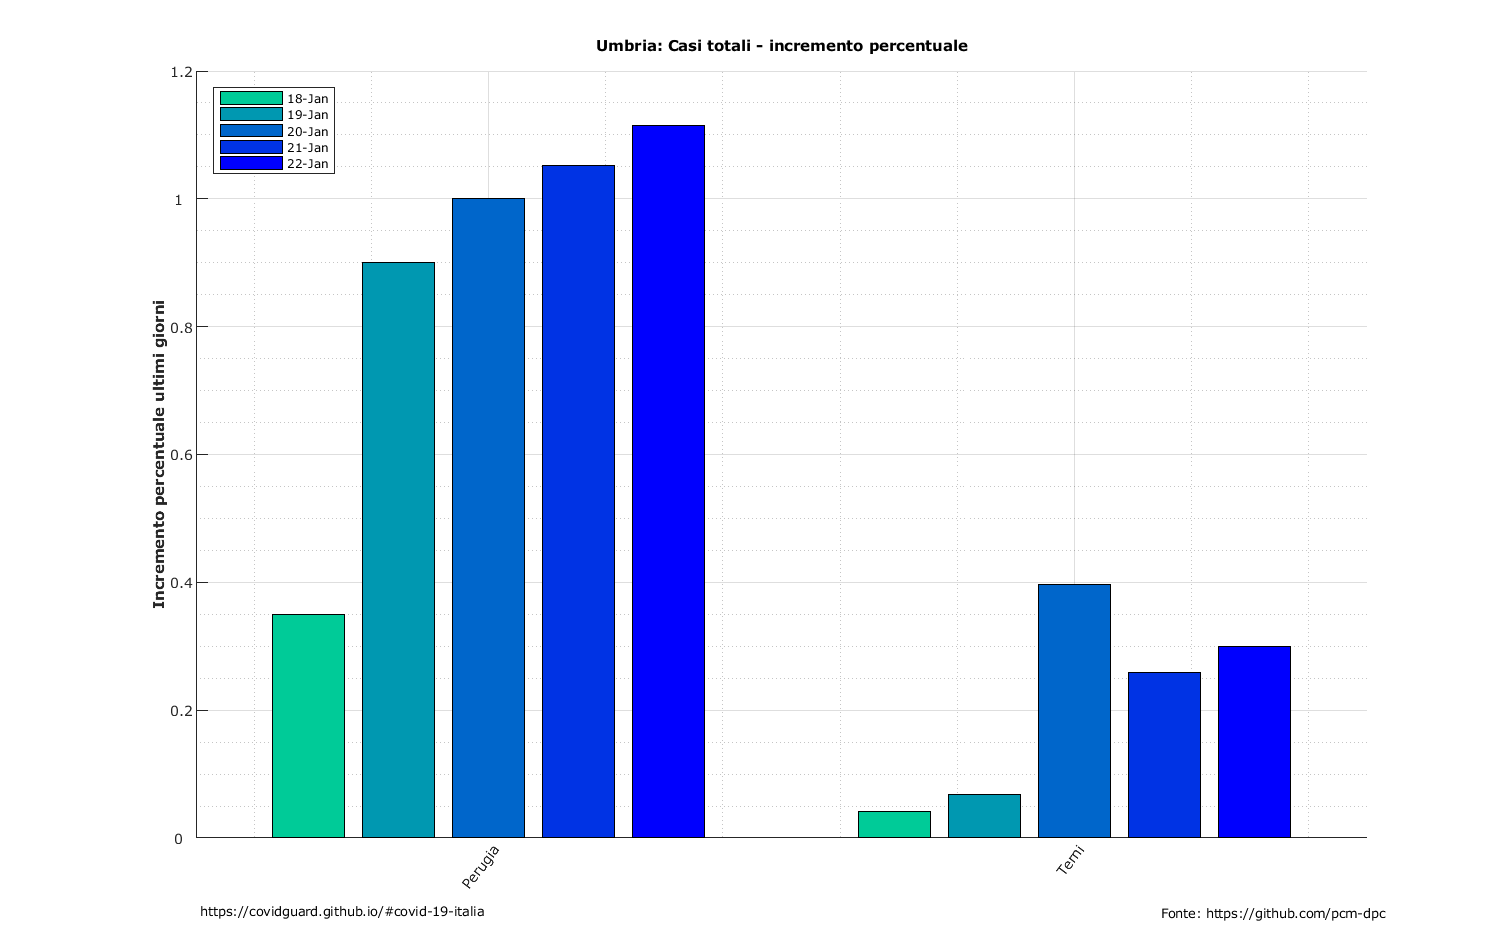 Umbria: Casi totali - incremento percentuale
1.2
1
0.8
0.6
0.4
0.2
0
Incremento percentuale ultimi giorni
18-Jan
19-Jan
20-Jan
21-Jan
22-Jan
Perugia
Terni
https://covidguard.github.io/#covid-19-italia
Fonte: https://github.com/pcm-dpc